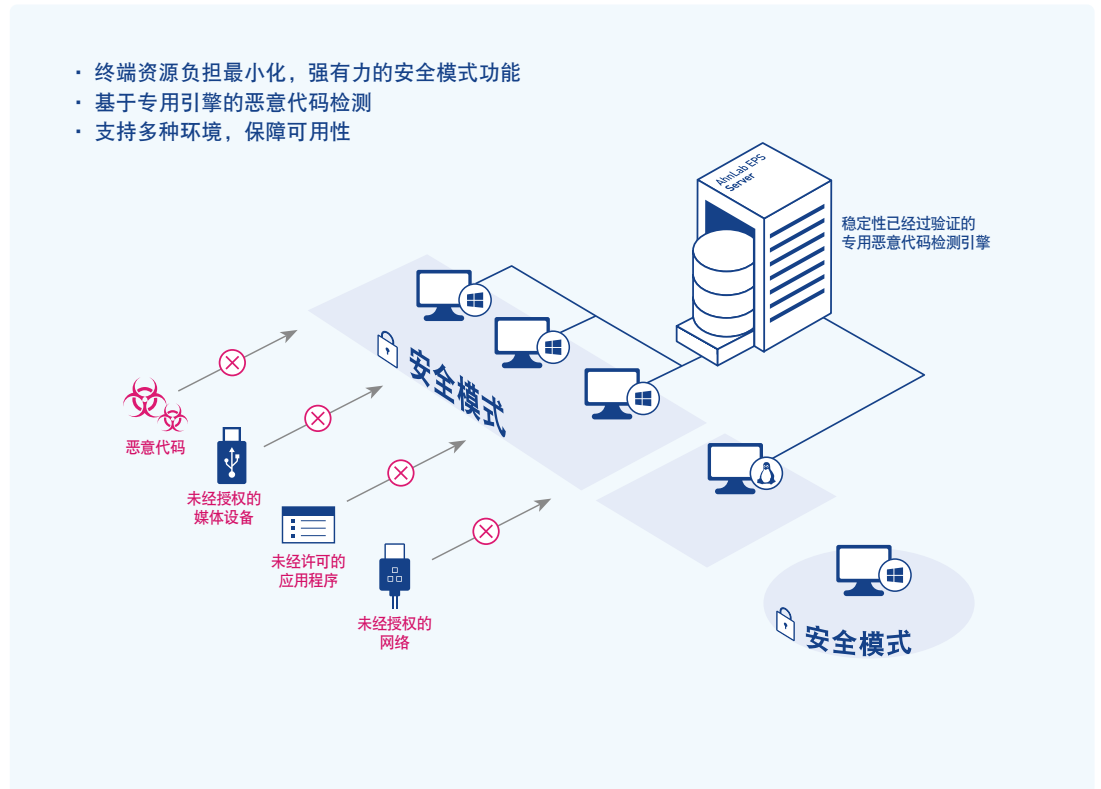 · 终端资源负担最小化，强有力的安全模式功能
· 基于专用引擎的恶意代码检测
· 支持多种环境，保障可用性
AhnLab EPS
Server
稳定性已经过验证的
专用恶意代码检测引擎
安全模式
恶意代码
未经授权的
媒体设备
未经许可的
应用程序
未经授权的
网络
安全模式